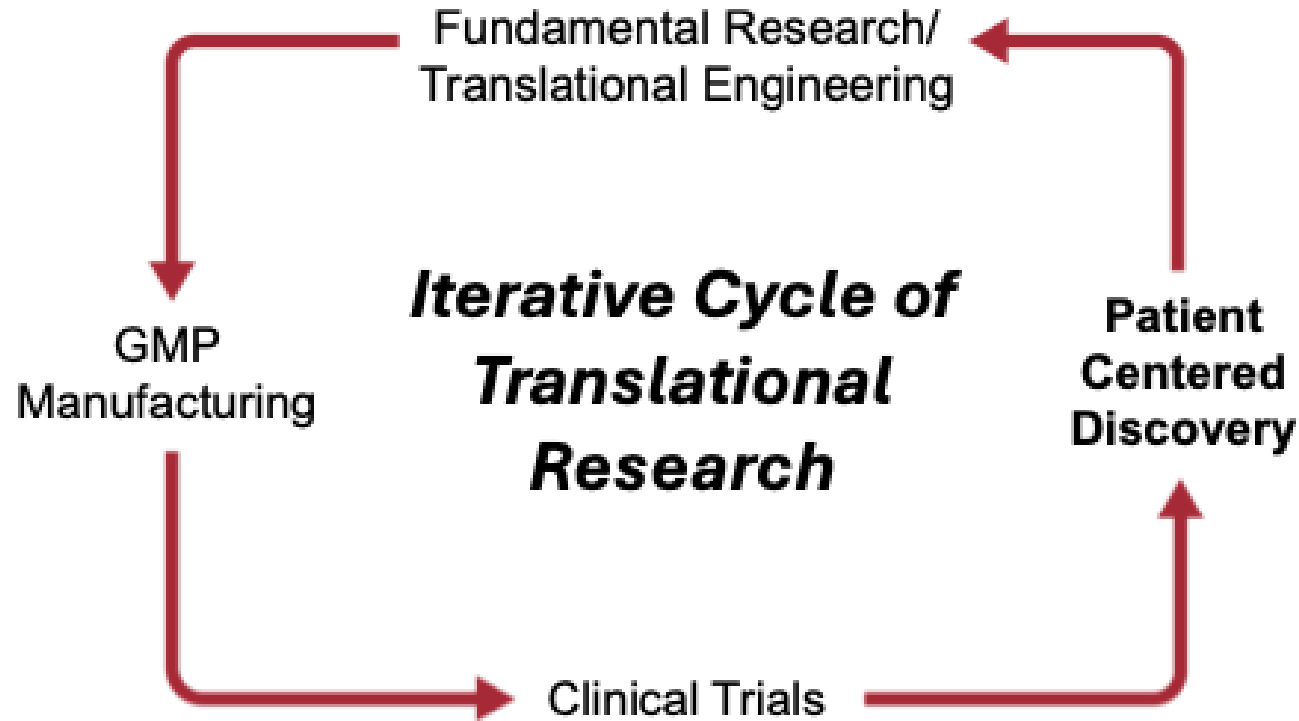 Fundamental Research/
Translational Engineering
GMP
Manufacturing
Iterative Cycle of
Translational
Research
Patient
Centered
Discovery
Clinical Trials